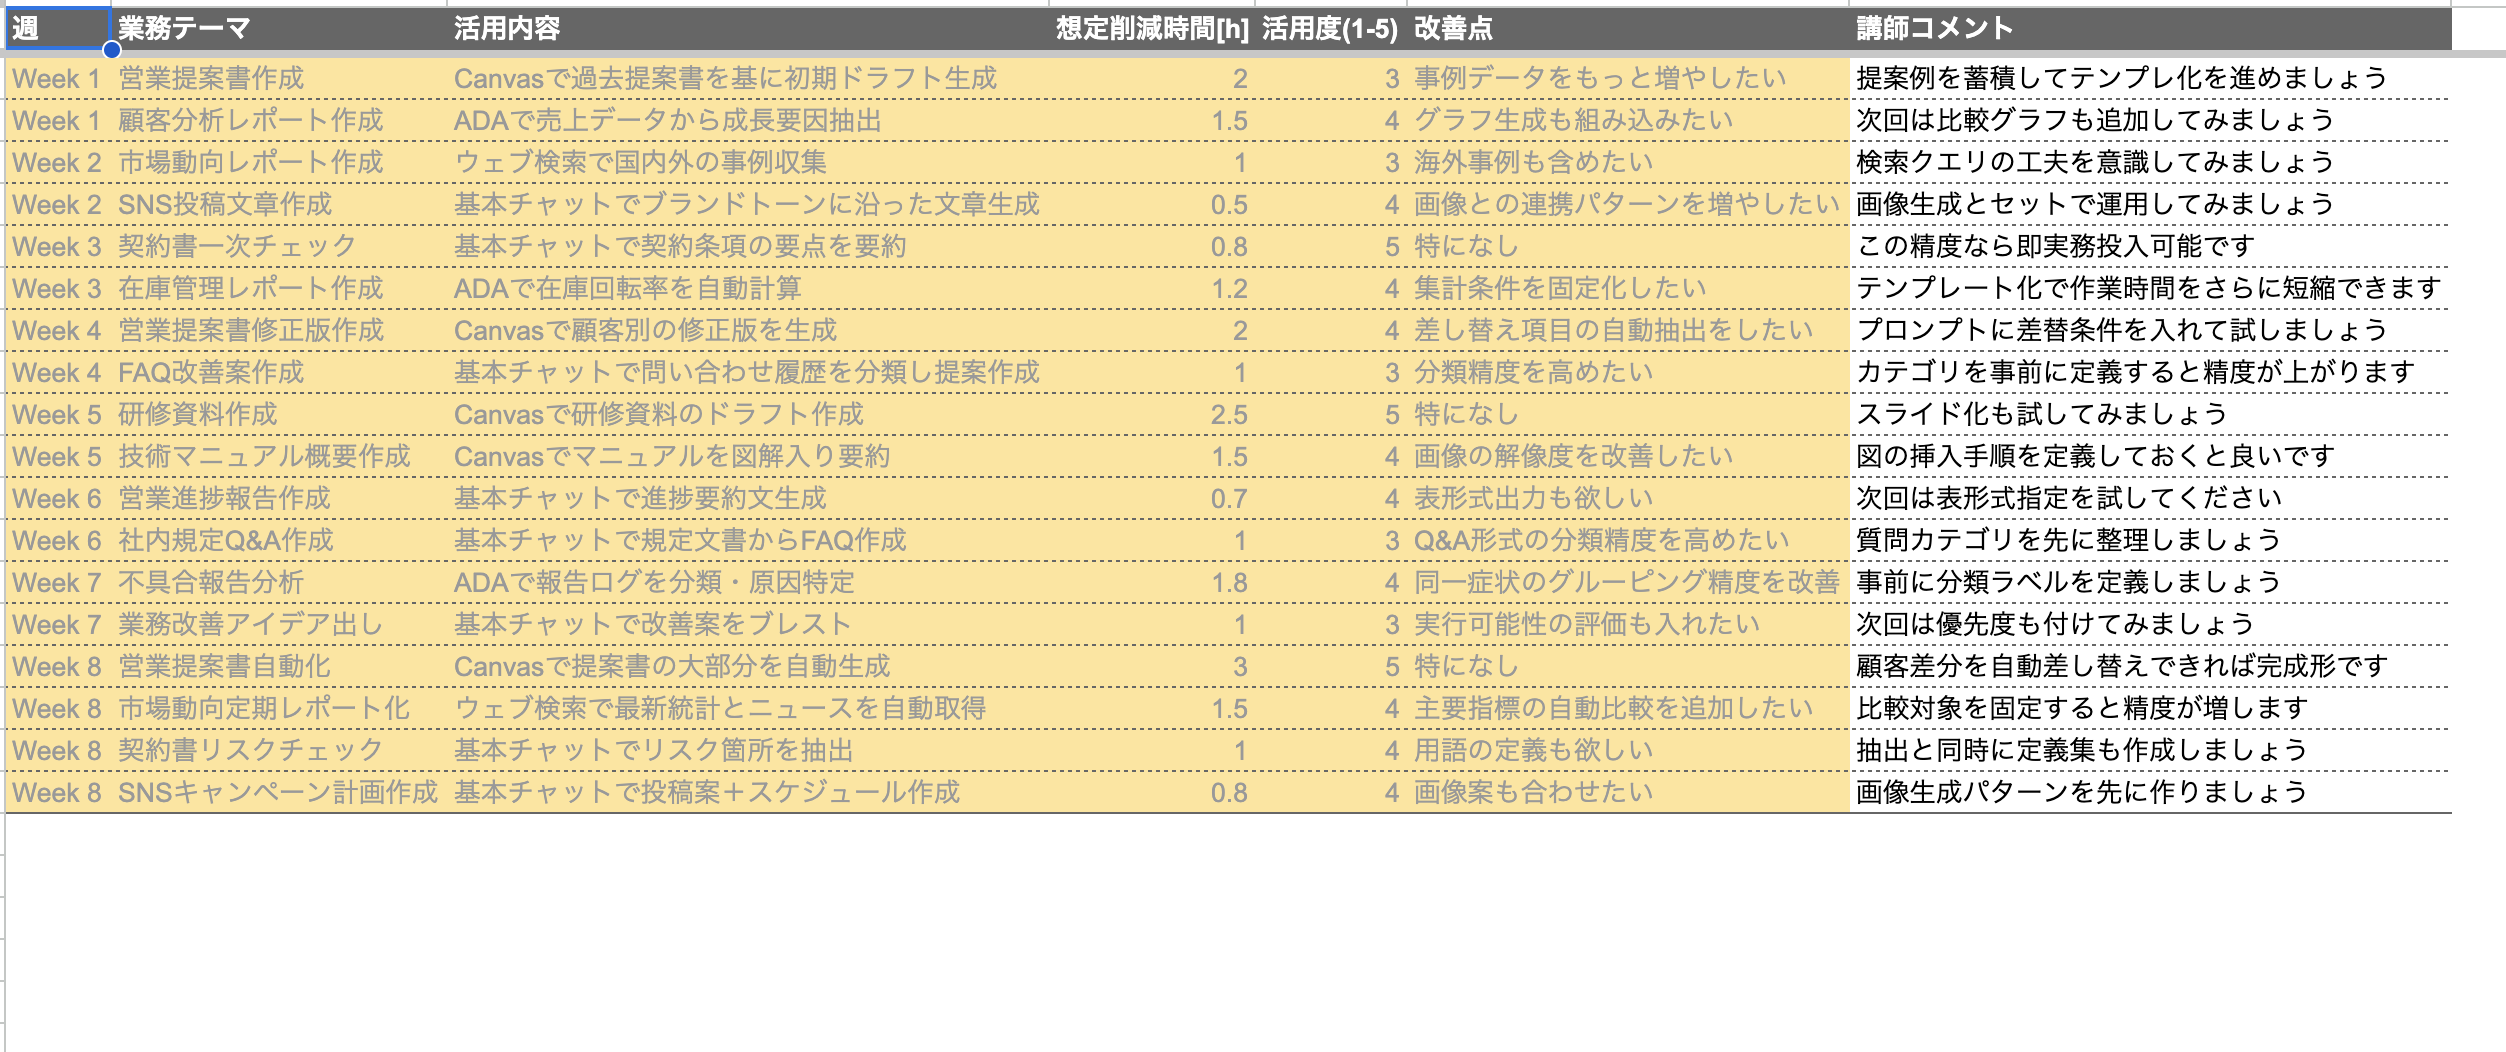 週 業務テーマ 活用内容 想定削減時間[h] 活用度(1-5) 改善点 講師コメント
Week 1 営業提案書作成 Canvasで過去提案書を基に初期ドラフト生成 2 3 事例データをもっと増やしたい 提案例を蓄積してテンプレ化を進めましょう
Week 1 顧客分析レポート作成 ADAで売上データから成長要因抽出 1.5 4 グラフ生成も組み込みたい 次回は比較グラフも追加してみましょう
Week 2 市場動向レポート作成 ウェブ検索で国内外の事例収集 1 3 海外事例も含めたい 検索クエリの工夫を意識してみましょう
Week 2 SNS投稿文章作成 基本チャットでブランドトーンに沿った文章生成 0.5 4 画像との連携パターンを増やしたい 画像生成とセットで運用してみましょう
Week 3 契約書一次チェック 基本チャットで契約条項の要点を要約 0.8 5 特になし この精度なら即実務投入可能です
Week 3 在庫管理レポート作成 ADAで在庫回転率を自動計算 1.2 4 集計条件を固定化したい テンプレート化で作業時間をさらに短縮できます
Week 4 営業提案書修正版作成 Canvasで顧客別の修正版を生成 2 4 差し替え項目の自動抽出をしたい プロンプトに差替条件を入れて試しましょう
Week 4 FAQ改善案作成 基本チャットで問い合わせ履歴を分類し提案作成 1 3 分類精度を高めたい カテゴリを事前に定義すると精度が上がります
Week 5 研修資料作成 Canvasで研修資料のドラフト作成 2.5 5 特になし スライド化も試してみましょう
Week 5 技術マニュアル概要作成 Canvasでマニュアルを図解入り要約 1.5 4 画像の解像度を改善したい 図の挿入手順を定義しておくと良いです
Week 6 営業進捗報告作成 基本チャットで進捗要約文生成 0.7 4 表形式出力も欲しい 次回は表形式指定を試してください
Week 6 社内規定Q&A作成 基本チャットで規定文書からFAQ作成 1 3 Q&A形式の分類精度を高めたい 質問カテゴリを先に整理しましょう
Week 7 不具合報告分析 ADAで報告ログを分類・原因特定 1.8 4 同一症状のグルーピング精度を改善 事前に分類ラベルを定義しましょう
Week 7 業務改善アイデア出し 基本チャットで改善案をブレスト 1 3 実行可能性の評価も入れたい 次回は優先度も付けてみましょう
Week 8 営業提案書自動化 Canvasで提案書の大部分を自動生成 3 5 特になし 顧客差分を自動差し替えできれば完成形です
Week 8 市場動向定期レポート化 ウェブ検索で最新統計とニュースを自動取得 1.5 4 主要指標の自動比較を追加したい 比較対象を固定すると精度が増します
Week 8 契約書リスクチェック 基本チャットでリスク箇所を抽出 1 4 用語の定義も欲しい 抽出と同時に定義集も作成しましょう
Week 8 SNSキャンペーン計画作成 基本チャットで投稿案＋スケジュール作成 0.8 4 画像案も合わせたい 画像生成パターンを先に作りましょう